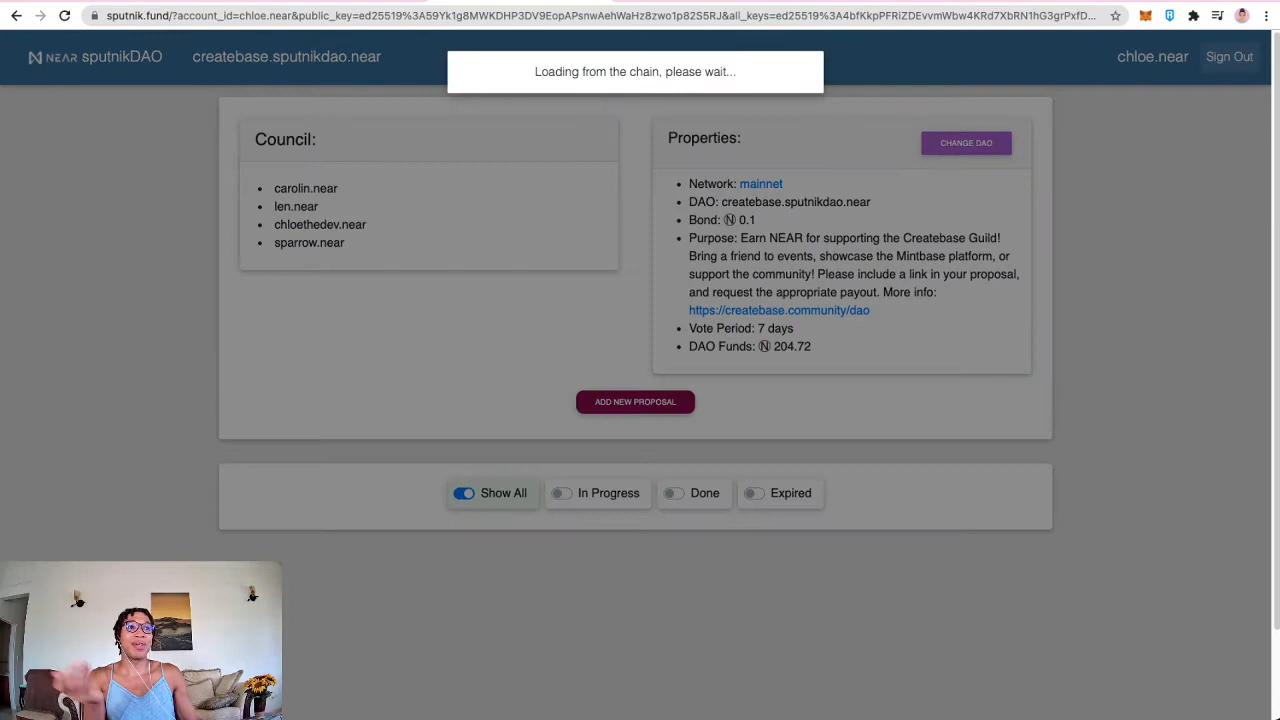 sputnik.fund/?account_id=chloe.near&public_key=ed25519%3A59Yk1g8MWKDHP3DV9EopAPsnwAehWaHz8zwo1p82S5RJ&all_keys=ed25519%3A4bfKkpPFRiZDEvvmWbw4KRd7XbRN1hG3grPxfD...
NEAR sputnikDAO createbase.sputnikdao.near chloe.near Sign Out
Loading from the chain, please wait...
Council:
carolin.near
len.near
chloethedev.near
sparrow.near
Properties:
CHANGE DAO
Network: mainnet
DAO: createbase.sputnikdao.near
Bond: Ⓝ 0.1
Purpose: Earn NEAR for supporting the Createbase Guild!
Bring a friend to events, showcase the Mintbase platform, or
support the community! Please include a link in your proposal,
and request the appropriate payout. More info:
https://createbase.community/dao
Vote Period: 7 days
DAO Funds: Ⓝ 204.72
ADD NEW PROPOSAL
Show All In Progress Done Expired